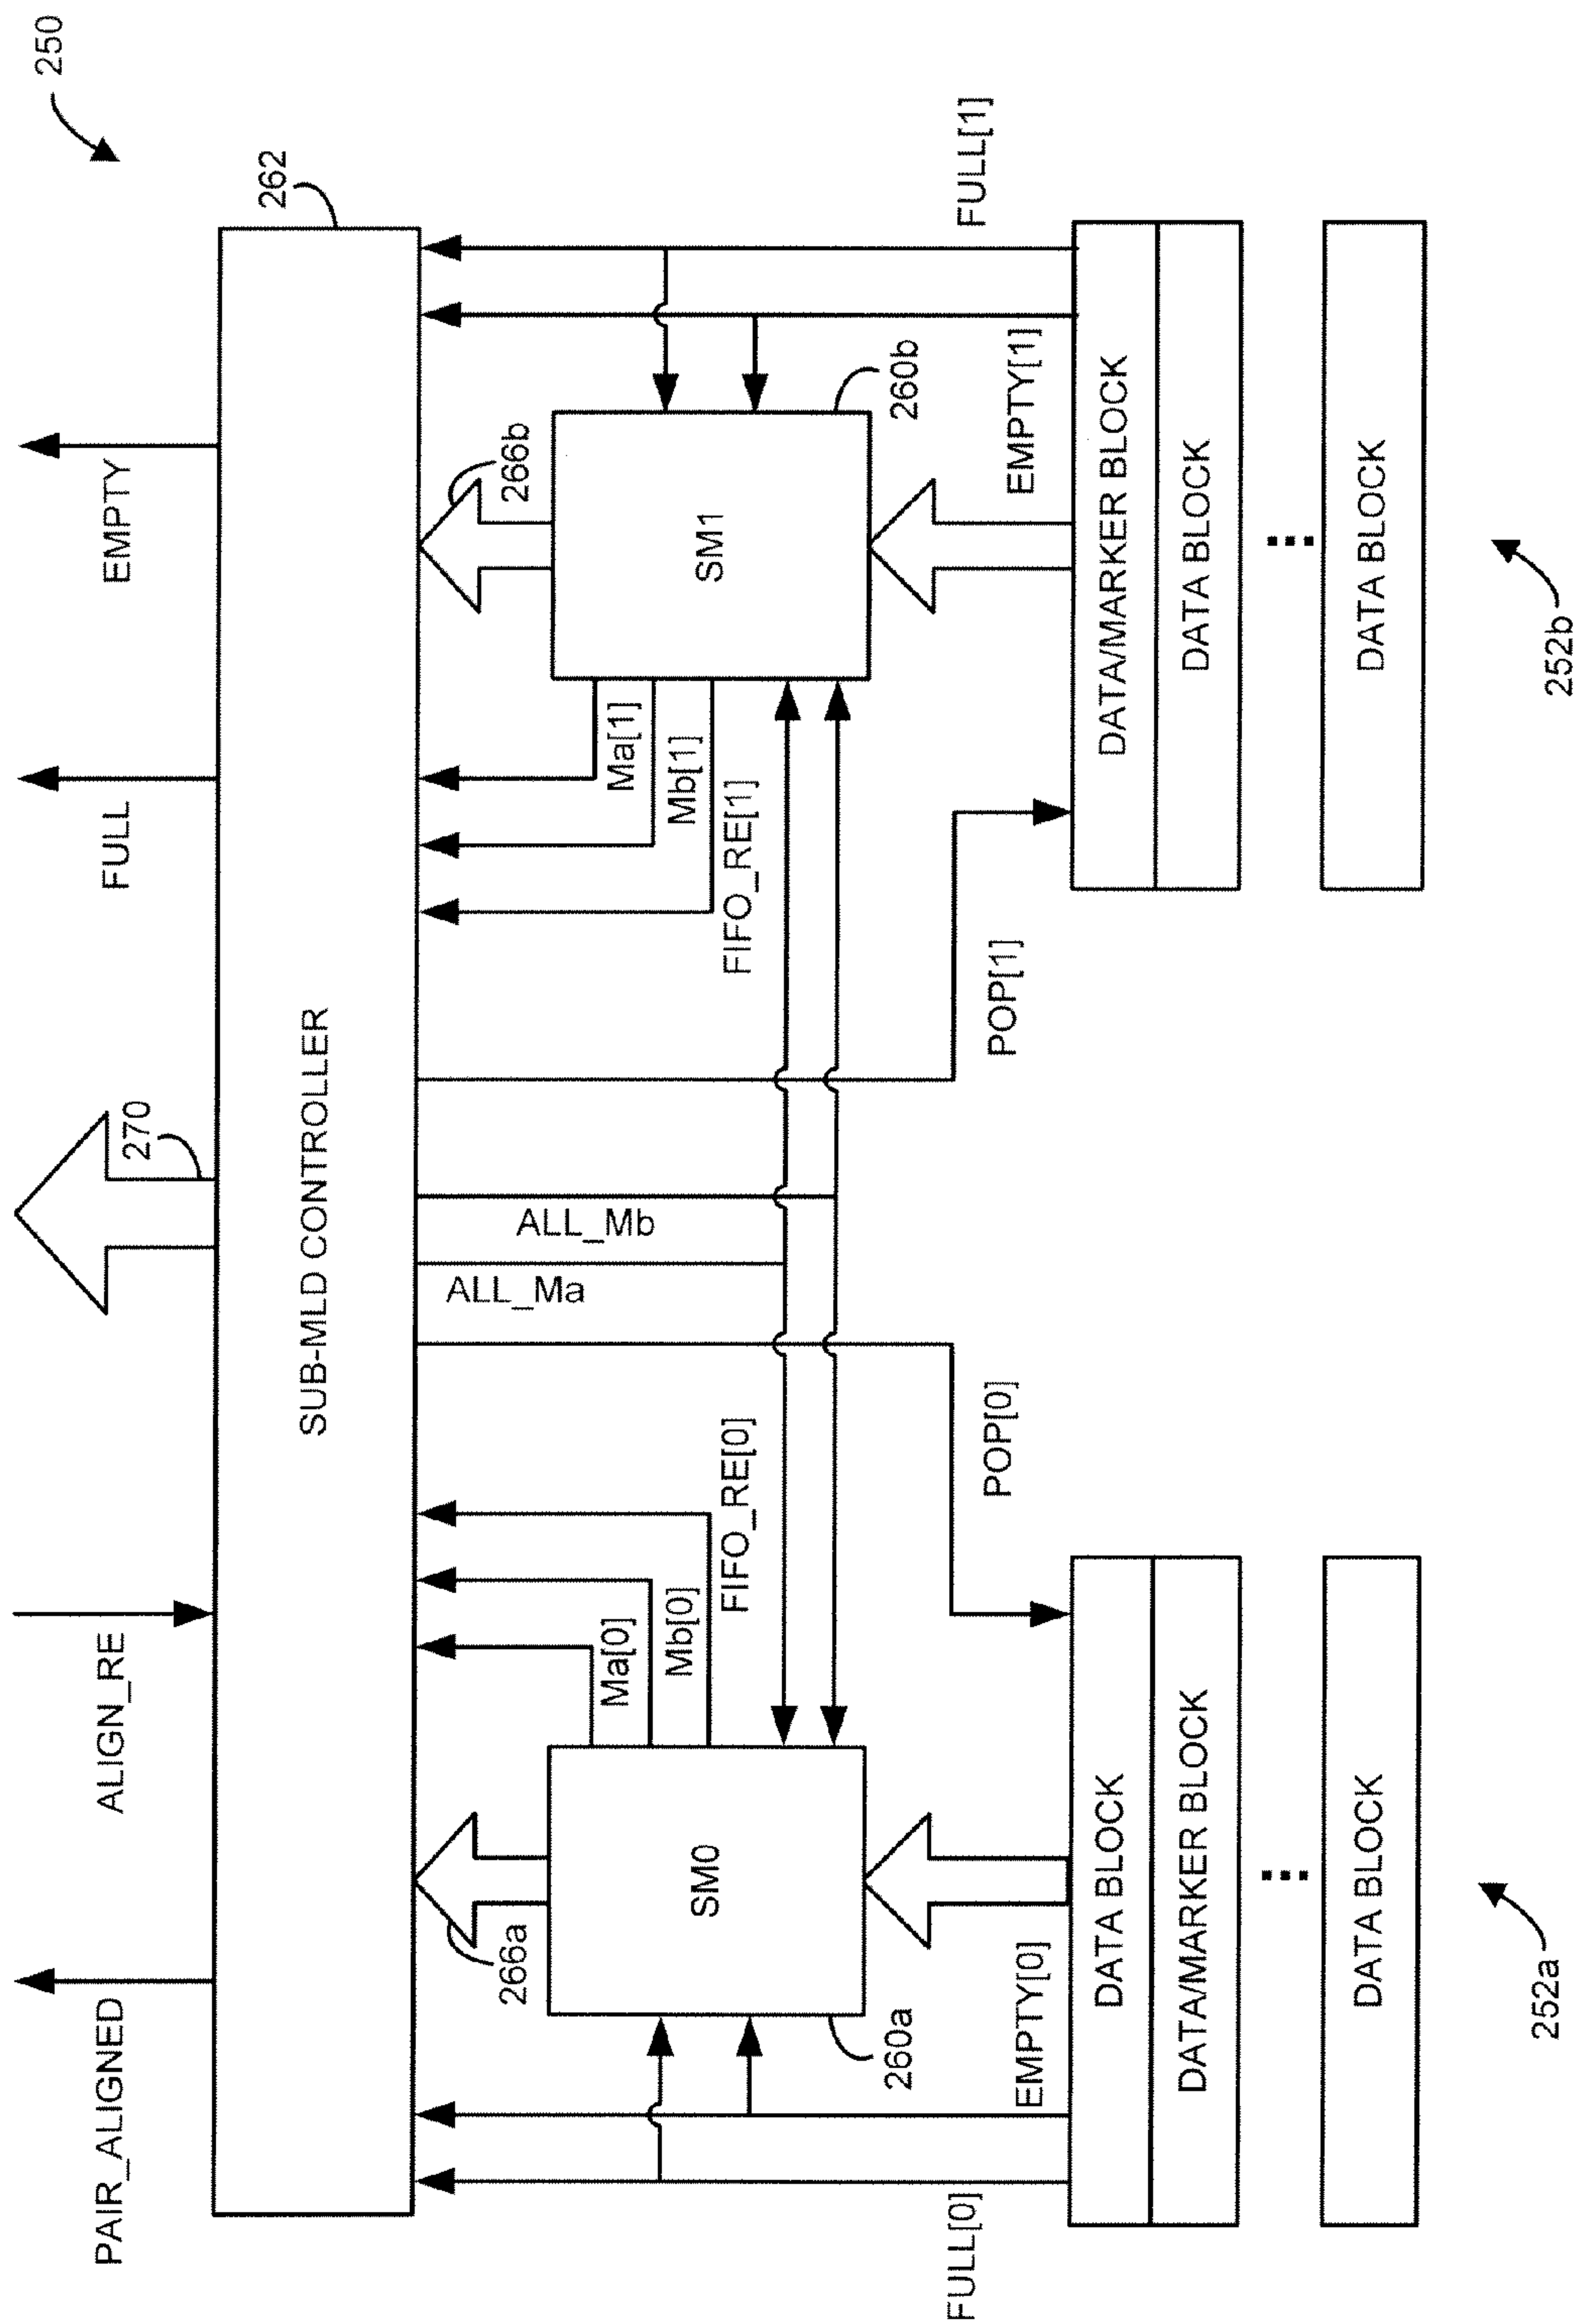 250
PAIR_ALIGNED
ALIGN_RE
270
FULL
EMPTY
262
SUB-MLD CONTROLLER
266a
266b
Ma[0]
Mb[0]
FIFO_RE[0]
ALL_Ma
ALL_Mb
Ma[1]
Mb[1]
FIFO_RE[1]
SM0
SM1
260a
260b
FULL[0]
EMPTY[0]
POP[0]
POP[1]
EMPTY[1]
FULL[1]
DATA BLOCK
DATA/MARKER BLOCK
DATA BLOCK
252a
DATA/MARKER BLOCK
DATA BLOCK
DATA BLOCK
252b